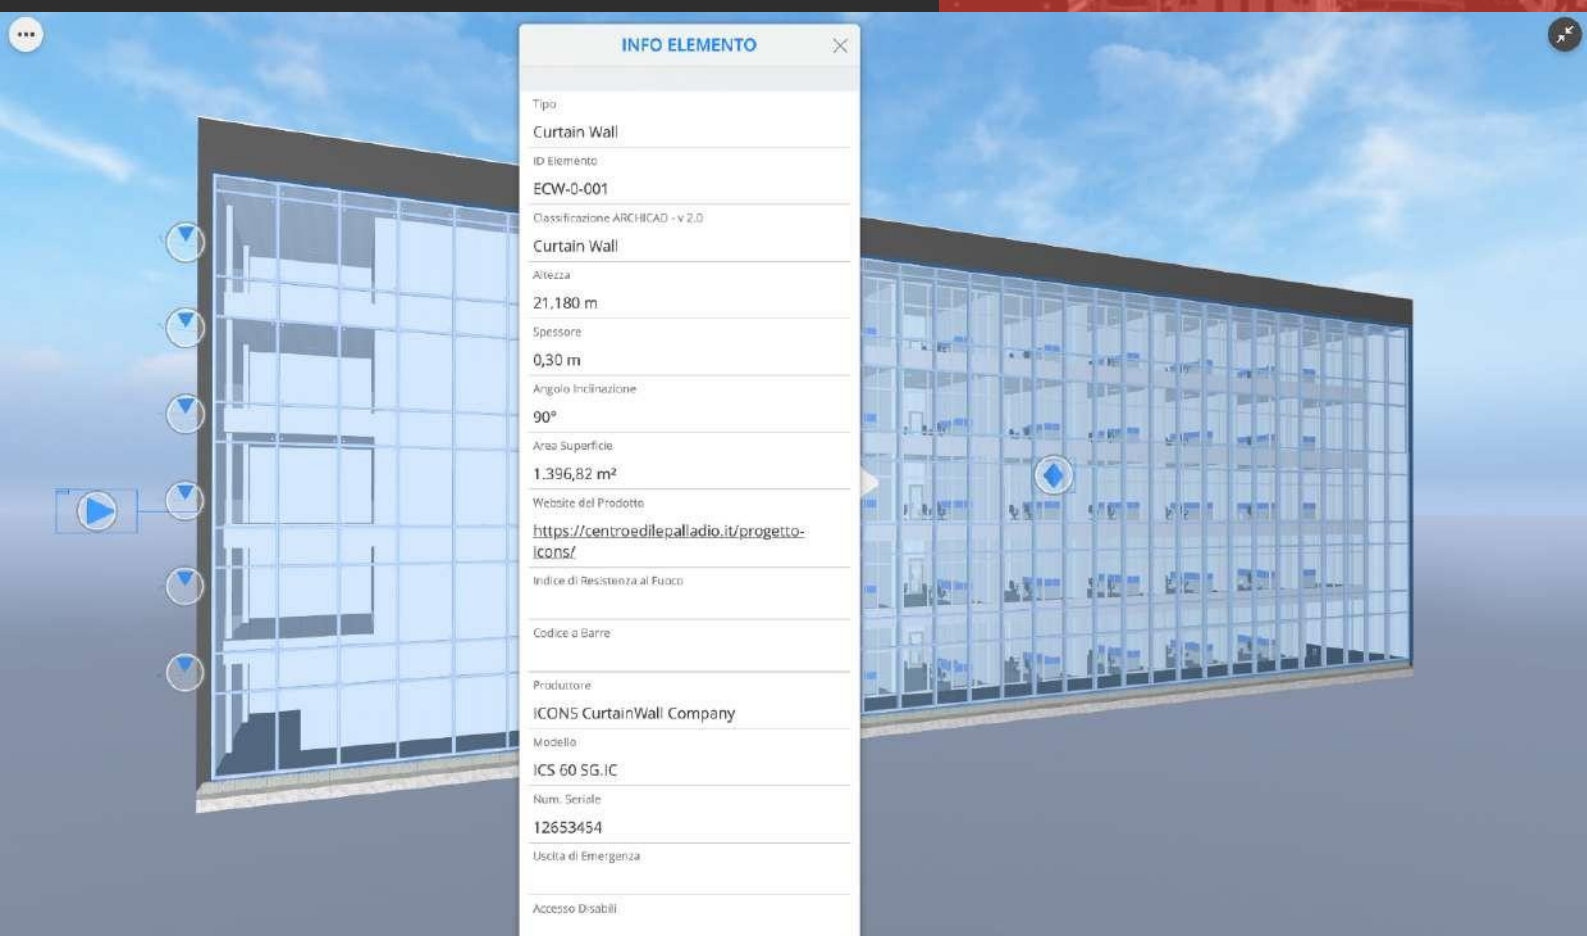 INFO ELEMENTO
Tipo
Curtain Wall
ID Elemento
ECW-0-001
Classificazione ARCHICAD - v 2.0
Curtain Wall
Altezza
21,180 m
Spessore
0,30 m
Angolo Inclinazione
90°
Area Superficie
1.396,82 m²
Website del Prodotto
https://centroedilepalladio.it/progetto-
icons/
Indice di Resistenza al Fuoco
Codice a Barre
Produttore
ICONS CurtainWall Company
Modello
ICS 60 SG.IC
Num. Seriale
12653454
Uscita di Emergenza
Accesso Disabili